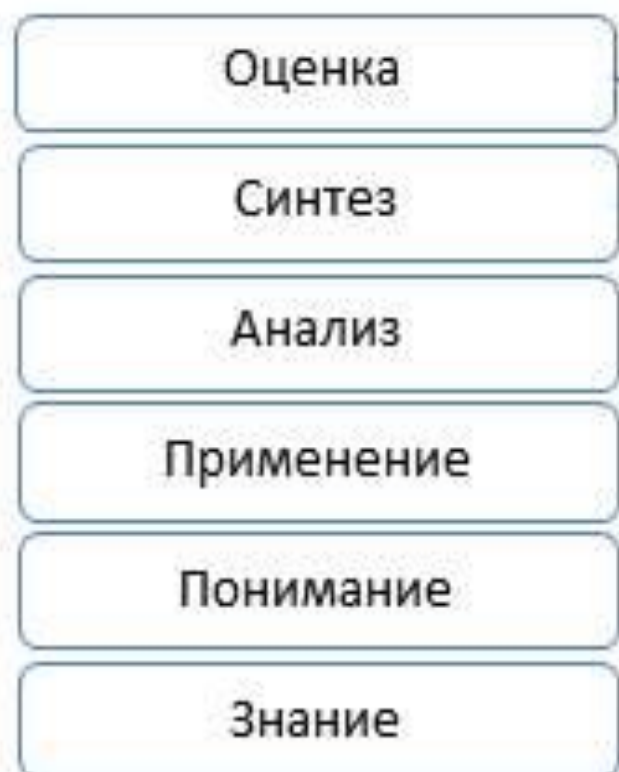 Оценка
Синтез
Анализ
Применение
Понимание
Знание